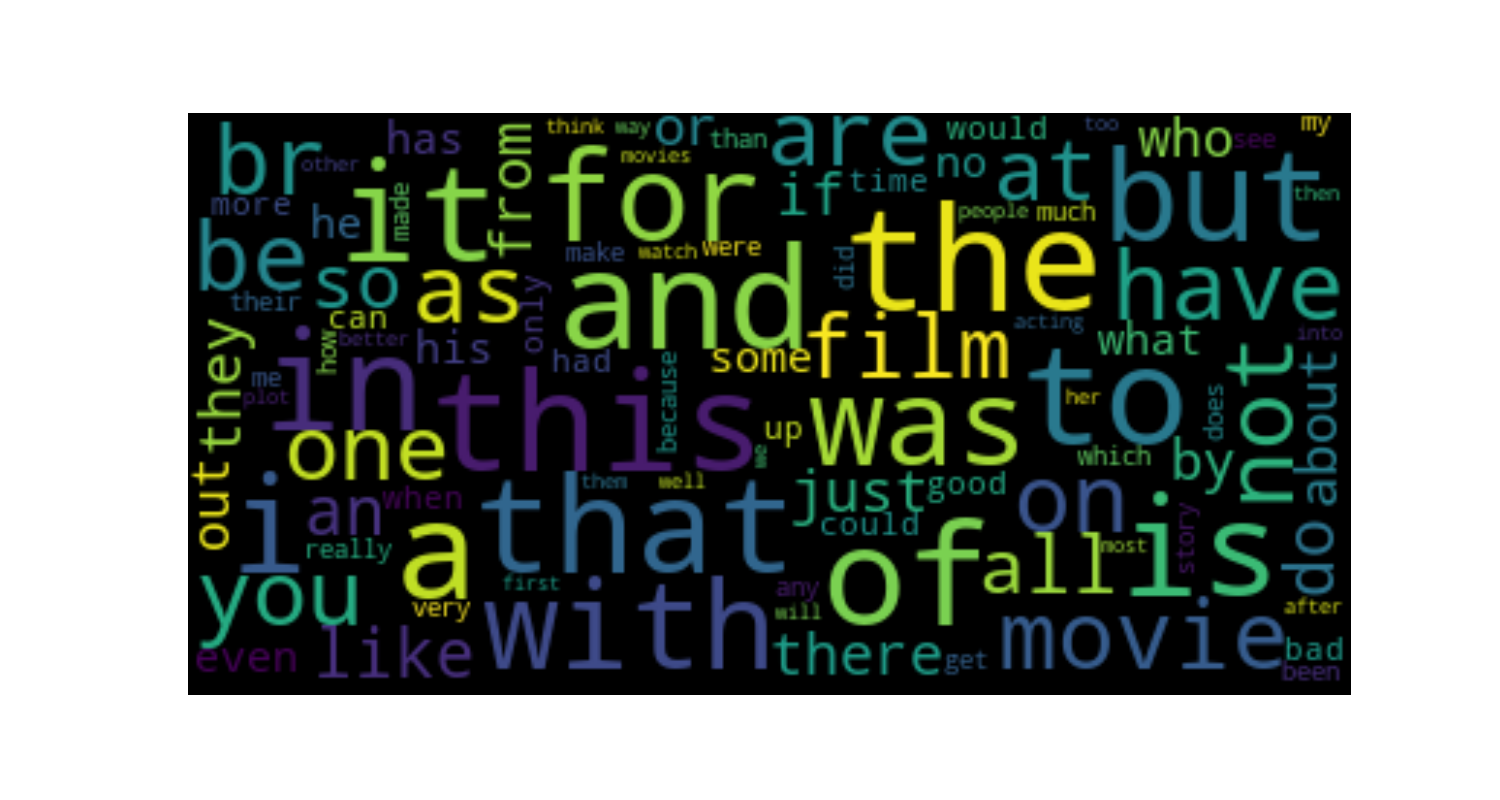 br
other
has
from
think
way
or
than
are
would
too
who
see
my
movies
no
at
but
then
more
he
it
made
for
if
time
people
much
be
so
as
make
watch
were
did
the
have
their
can
only
and
film
acting
what
into
they
how
better
his
had
some
me
plot
in
this
because
up
was
to
her
does
not
about
one
we
which
by
out
i
an
when
that
them
well
just
good
could
on
story
really
a
of
all
most
is
do
you
very
first
with
any
will
after
even
like
there
get
movie
bad
been